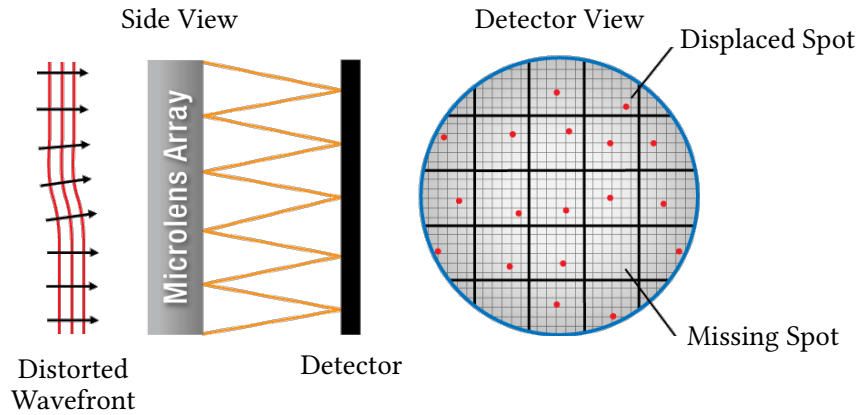 Side View
Detector View
Displaced Spot
Microlens Array
Missing Spot
Distorted
Wavefront
Detector